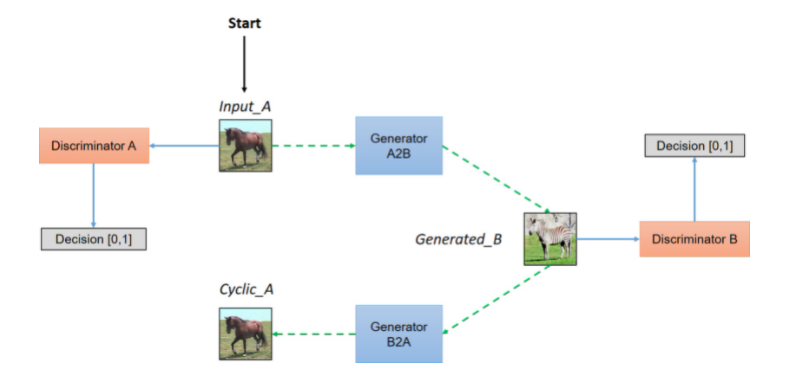 Start
Input_A
Discriminator A
Generator
A2B
Decision [0,1]
Decision [0,1]
Generated_B
Discriminator B
Cyclic_A
Generator
B2A